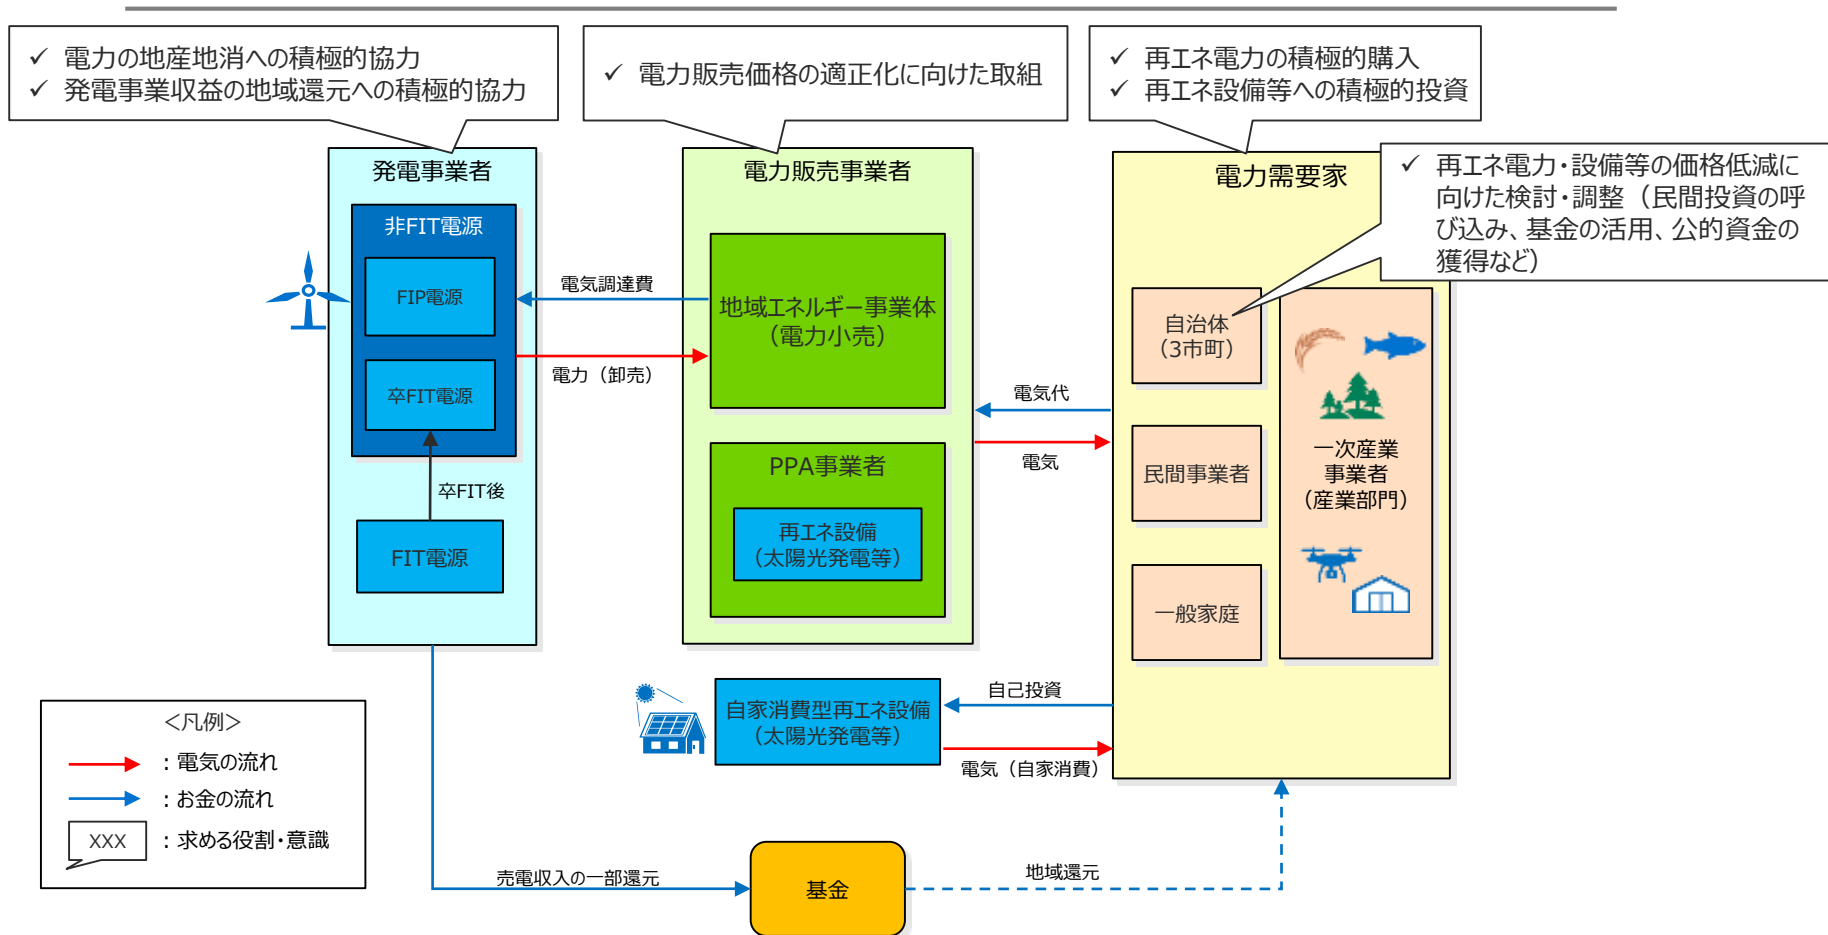 ✓ 電力の地産地消への積極的協力
✓ 発電事業収益の地域還元への積極的協力
✓ 電力販売価格の適正化に向けた取組
✓ 再エネ電力の積極的購入
✓ 再エネ設備等への積極的投資
✓ 再エネ電力・設備等の価格低減に
向けた検討・調整（民間投資の呼
び込み、基金の活用、公的資金の
獲得など）
発電事業者
非FIT電源
FIP電源
卒FIT電源
卒FIT後
FIT電源
電気調達費
電力（卸売）
電力販売事業者
地域エネルギー事業体
（電力小売）
PPA事業者
再エネ設備
（太陽光発電等）
電気代
電気
電力需要家
自治体
（3市町）
民間事業者
一般家庭
一次産業
事業者
（産業部門）
自家消費型再エネ設備
（太陽光発電等）
自己投資
電気（自家消費）
＜凡例＞
：電気の流れ
：お金の流れ
XXX
：求める役割・意識
売電収入の一部還元
基金
地域還元